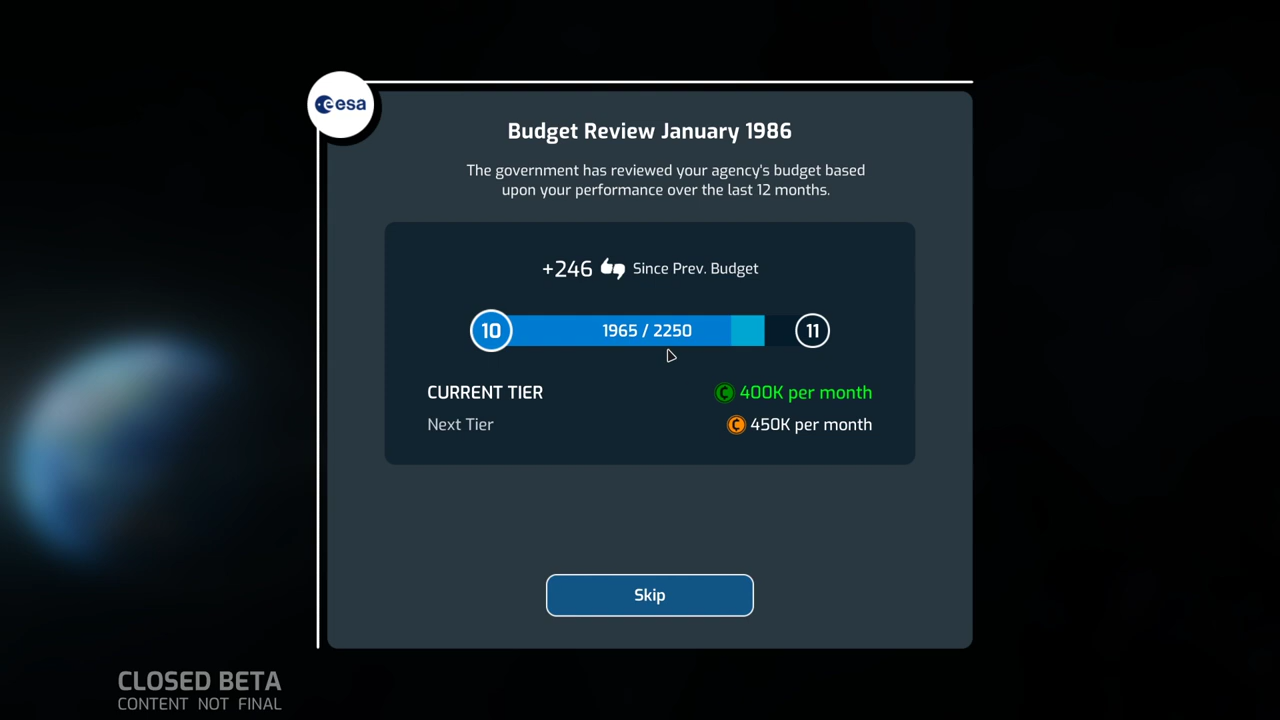 esa
Budget Review January 1986
The government has reviewed your agency's budget based
upon your performance over the last 12 months.
+246 Since Prev. Budget
10 1965 / 2250 11
CURRENT TIER C 400K per month
Next Tier C 450K per month
Skip
CLOSED BETA
CONTENT NOT FINAL